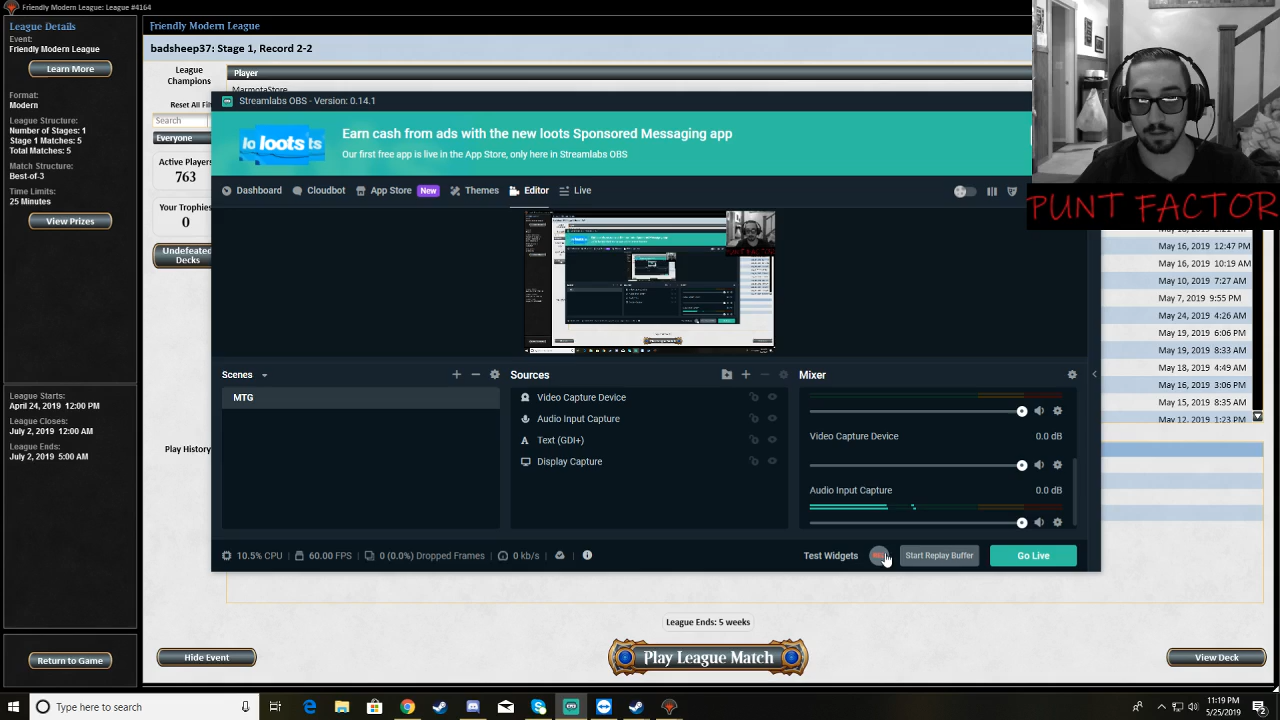 Friendly Modern League: League #4164
League Details
Event:
Friendly Modern League
Learn More
Format:
Modern
League Structure:
Number of Stages: 1
Stage 1 Matches: 5
Total Matches: 5
Match Structure:
Best-of-3
Time Limits:
25 Minutes
View Prizes
League Starts:
April 24, 2019 12:00 PM
League Closes:
July 2, 2019 12:00 AM
League Ends:
July 2, 2019 5:00 AM
Return to Game
Friendly Modern League
badsheep37: Stage 1, Record 2-2
League
Champions
Player
MarmotaStore
Reset All Fil
Search
Everyone
Active Players
763
Your Trophies
0
Undefeated
Decks
Play History
Streamlabs OBS - Version: 0.14.1
loots
Earn cash from ads with the new loots Sponsored Messaging app
Our first free app is live in the App Store, only here in Streamlabs OBS
Dashboard Cloudbot App Store New Themes Editor Live
PUNT FACTOR
May 16, 2019 12:47 PM
May 16, 2019 10:19 AM
May 10, 2019 7:27 AM
May 7, 2019 9:55 PM
May 24, 2019 4:26 AM
May 19, 2019 6:06 PM
May 19, 2019 8:33 AM
May 18, 2019 4:49 AM
May 16, 2019 3:06 PM
May 15, 2019 8:35 AM
May 12, 2019 1:23 PM
Scenes
MTG
Sources
Video Capture Device
Audio Input Capture
Text (GDI+)
Display Capture
Mixer
Video Capture Device 0.0 dB
Audio Input Capture 0.0 dB
10.5% CPU 60.00 FPS 0 (0.0%) Dropped Frames 0 kb/s
Test Widgets
Start Replay Buffer
Go Live
League Ends: 5 weeks
Hide Event
Play League Match
View Deck
Type here to search
11:19 PM
5/25/2019
2